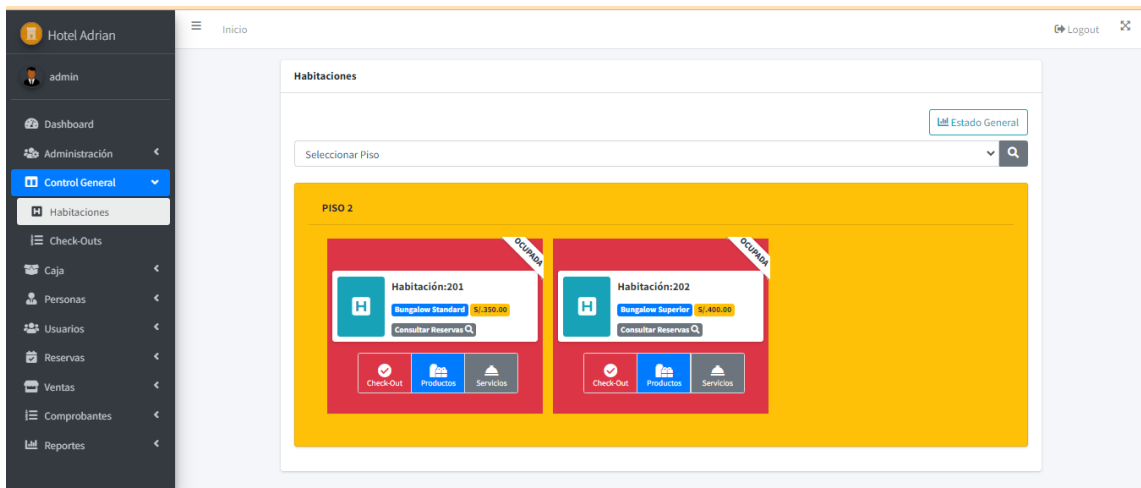 Hotel Adrian
Inicio
Logout
admin
Dashboard
Administración
Control General
Habitaciones
Check-Outs
Caja
Personas
Usuarios
Reservas
Ventas
Comprobantes
Reportes
Habitaciones
Estado General
Seleccionar Piso
PISO 2
OCUPADA
H
Habitación:201
Bungalow Standard S/.350.00
Consultar Reservas
Check-Out Productos Servicios
OCUPADA
H
Habitación:202
Bungalow Superior S/.400.00
Consultar Reservas
Check-Out Productos Servicios